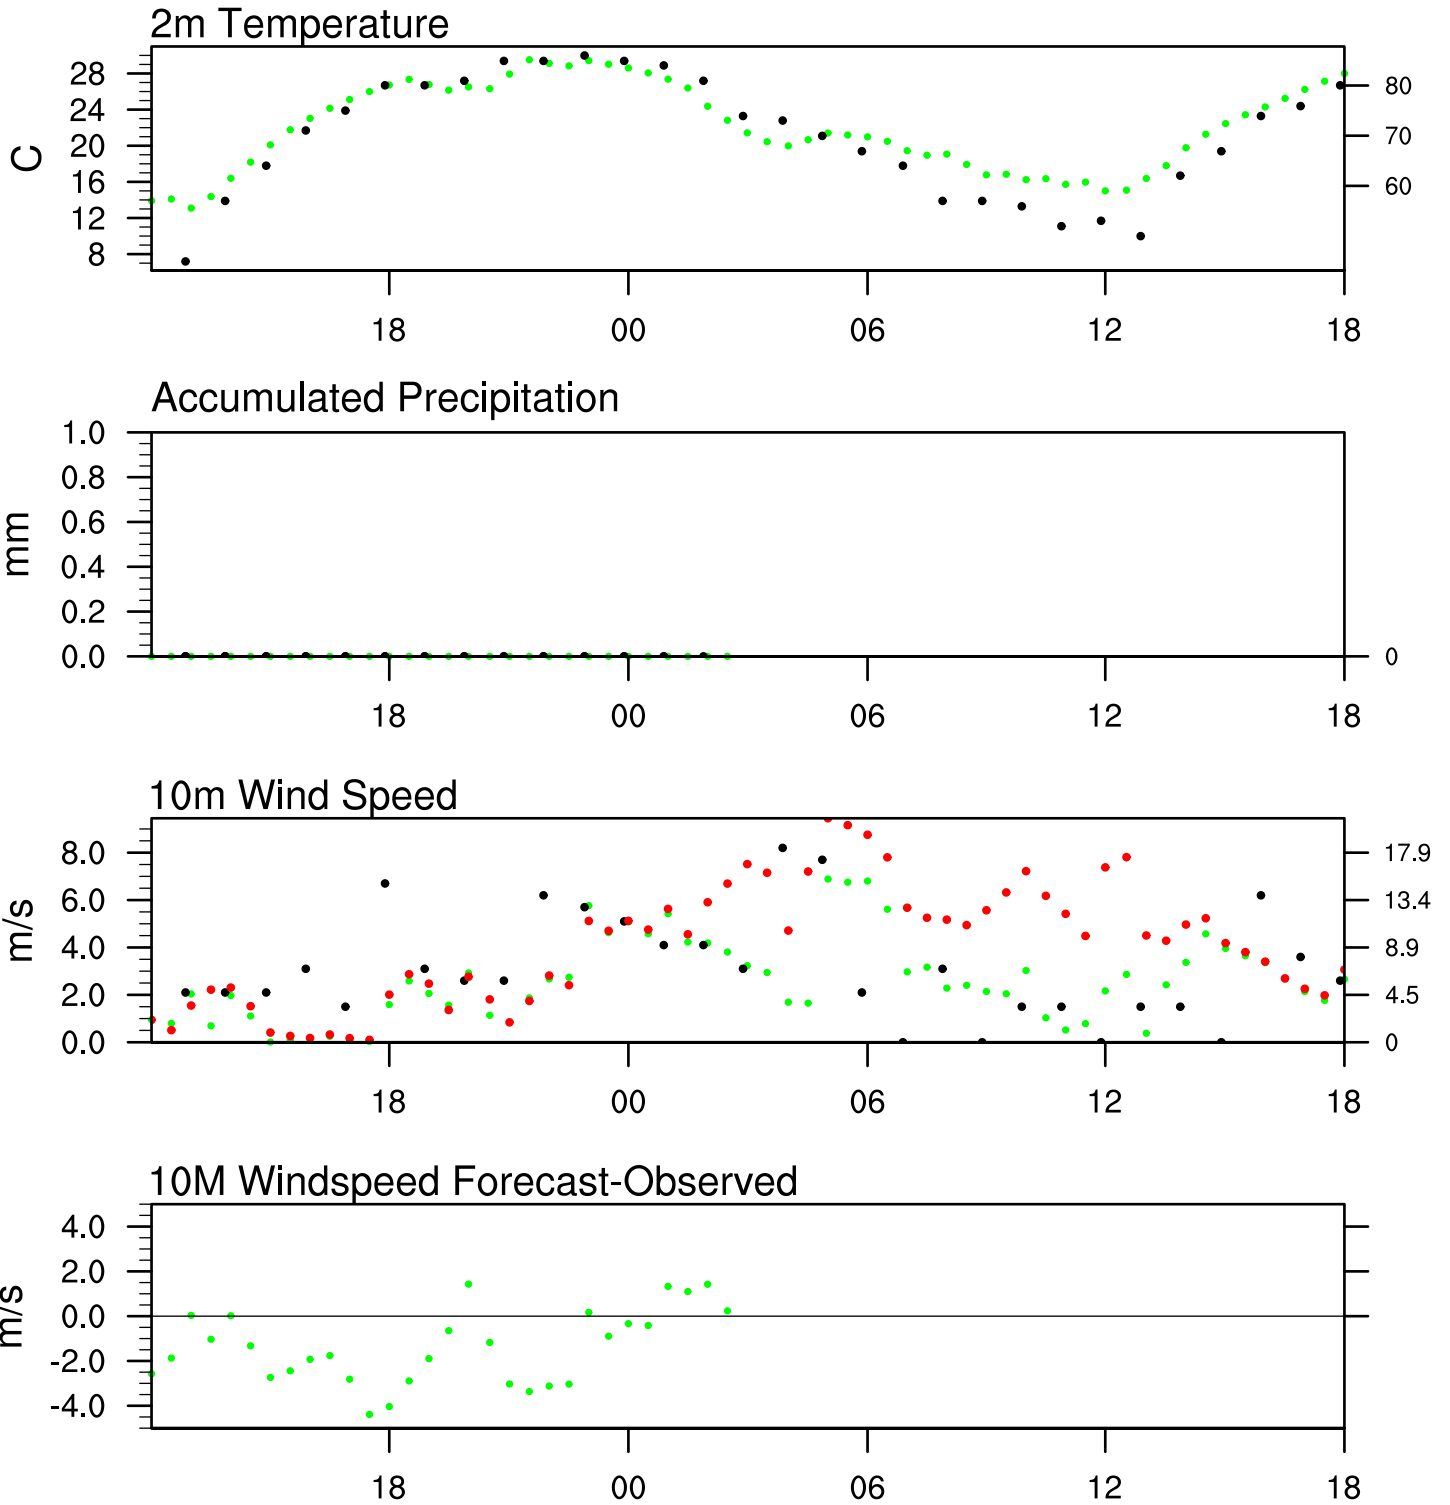 2m Temperature
28
24
20
16
12
8
C
80
70
60
18 00 06 12 18
Accumulated Precipitation
1.0
0.8
0.6
0.4
0.2
0.0
mm
0
18 00 06 12 18
10m Wind Speed
8.0
6.0
4.0
2.0
0.0
m/s
17.9
13.4
8.9
4.5
0
18 00 06 12 18
10M Windspeed Forecast-Observed
4.0
2.0
0.0
-2.0
-4.0
m/s
18 00 06 12 18